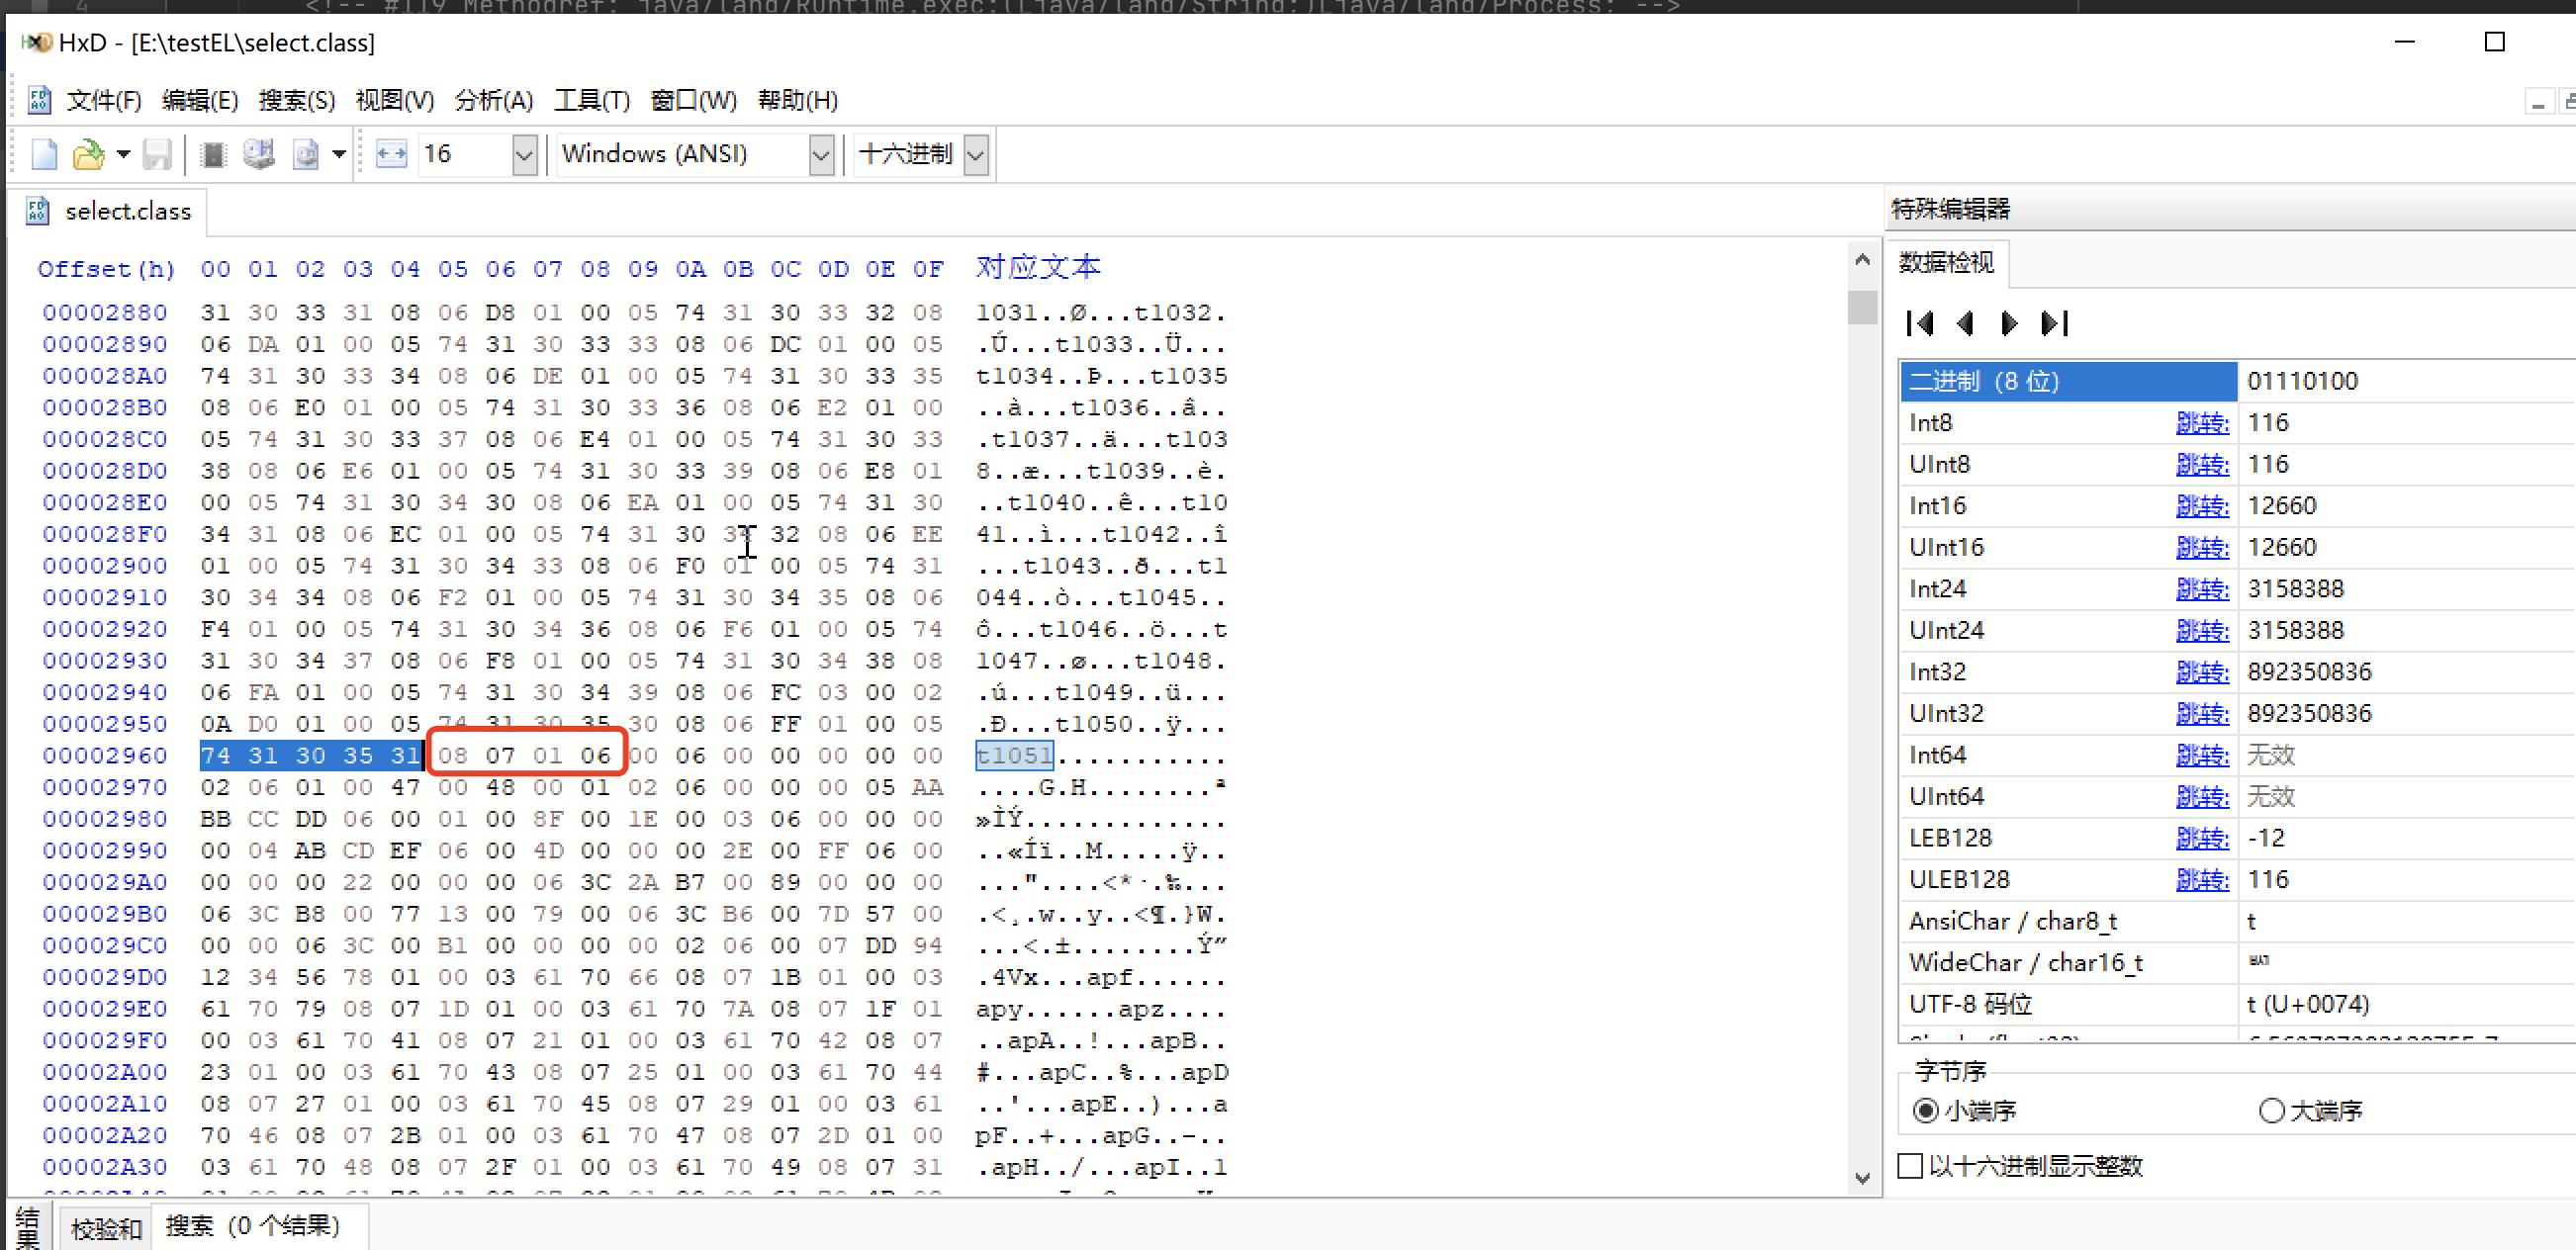 4 <!-- #119 Methodref: java/lang/Runtime.exec:(Ljava/lang/String;)Ljava/lang/Process; -->
HxD - [E:\testEL\select.class]
文件(F) 编辑(E) 搜索(S) 视图(V) 分析(A) 工具(T) 窗口(W) 帮助(H)
16 Windows (ANSI) 十六进制
select.class
特殊编辑器
数据检视
Offset(h) 00 01 02 03 04 05 06 07 08 09 0A 0B 0C 0D 0E 0F 对应文本
00002880 31 30 33 31 08 06 D8 01 00 05 74 31 30 33 32 08 1031..Ø...t1032.
00002890 06 DA 01 00 05 74 31 30 33 33 08 06 DC 01 00 05 .Ú...t1033..Ü...
000028A0 74 31 30 33 34 08 06 DE 01 00 05 74 31 30 33 35 t1034..Þ...t1035
000028B0 08 06 E0 01 00 05 74 31 30 33 36 08 06 E2 01 00 ..à...t1036..â..
000028C0 05 74 31 30 33 37 08 06 E4 01 00 05 74 31 30 33 .t1037..ä...t103
000028D0 38 08 06 E6 01 00 05 74 31 30 33 39 08 06 E8 01 8..æ...t1039..è.
000028E0 00 05 74 31 30 34 30 08 06 EA 01 00 05 74 31 30 ..t1040..ê...t10
000028F0 34 31 08 06 EC 01 00 05 74 31 30 34 32 08 06 EE 41..ì...t1042..î
00002900 01 00 05 74 31 30 34 33 08 06 F0 01 00 05 74 31 ...t1043..ð...t1
00002910 30 34 34 08 06 F2 01 00 05 74 31 30 34 35 08 06 044..ò...t1045..
00002920 F4 01 00 05 74 31 30 34 36 08 06 F6 01 00 05 74 ô...t1046..ö...t
00002930 31 30 34 37 08 06 F8 01 00 05 74 31 30 34 38 08 1047..ø...t1048.
00002940 06 FA 01 00 05 74 31 30 34 39 08 06 FC 03 00 02 .ú...t1049..ü...
00002950 0A D0 01 00 05 74 31 30 35 30 08 06 FF 01 00 05 .Ð...t1050..ÿ...
00002960 74 31 30 35 31 08 07 01 06 00 06 00 00 00 00 00 t1051...........
00002970 02 06 01 00 47 00 48 00 01 02 06 00 00 00 05 AA ....G.H........ª
00002980 BB CC DD 06 00 01 00 8F 00 1E 00 03 06 00 00 00 »ÌÝ.............
00002990 00 04 AB CD EF 06 00 4D 00 00 00 2E 00 FF 06 00 ..«Íï..M.....ÿ..
000029A0 00 00 00 22 00 00 00 06 3C 2A B7 00 89 00 00 00 ..."....<*·.‰...
000029B0 06 3C B8 00 77 13 00 79 00 06 3C B6 00 7D 57 00 .<¸.w..y..<¶.}W.
000029C0 00 00 06 3C 00 B1 00 00 00 00 02 06 00 07 DD 94 ...<.±........Ý”
000029D0 12 34 56 78 01 00 03 61 70 66 08 07 1B 01 00 03 .4Vx...apf......
000029E0 61 70 79 08 07 1D 01 00 03 61 70 7A 08 07 1F 01 apy......apz....
000029F0 00 03 61 70 41 08 07 21 01 00 03 61 70 42 08 07 ..apA..!...apB..
00002A00 23 01 00 03 61 70 43 08 07 25 01 00 03 61 70 44 #...apC..%...apD
00002A10 08 07 27 01 00 03 61 70 45 08 07 29 01 00 03 61 ..'...apE..)...a
00002A20 70 46 08 07 2B 01 00 03 61 70 47 08 07 2D 01 00 pF..+...apG..-..
00002A30 03 61 70 48 08 07 2F 01 00 03 61 70 49 08 07 31 .apH../...apI..1
二进制 (8 位) 01110100
Int8 跳转: 116
UInt8 跳转: 116
Int16 跳转: 12660
UInt16 跳转: 12660
Int24 跳转: 3158388
UInt24 跳转: 3158388
Int32 跳转: 892350836
UInt32 跳转: 892350836
Int64 跳转: 无效
UInt64 跳转: 无效
LEB128 跳转: -12
ULEB128 跳转: 116
AnsiChar / char8_t t
WideChar / char16_t
UTF-8 码位 t (U+0074)
字节序
小端序 大端序
以十六进制显示整数
结果
校验和 搜索 (0 个结果)